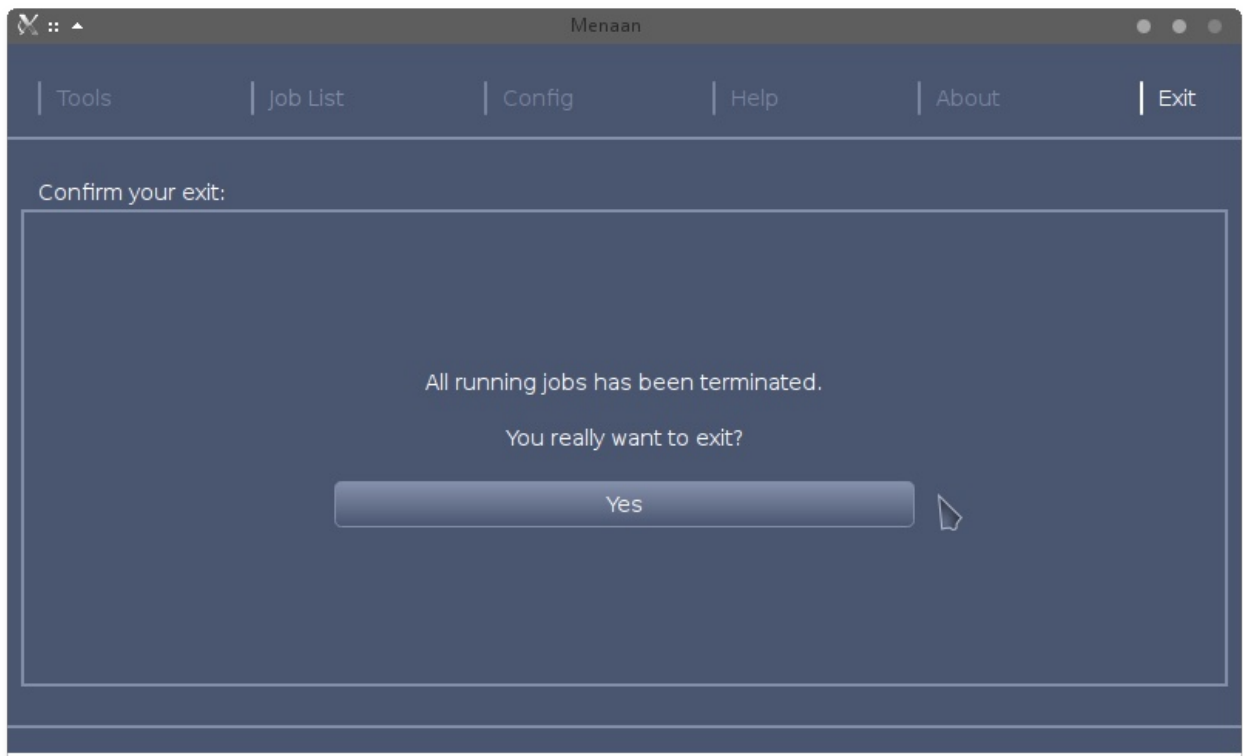 Menaan
Tools Job List Config Help About Exit
Confirm your exit:
All running jobs has been terminated.
You really want to exit?
Yes